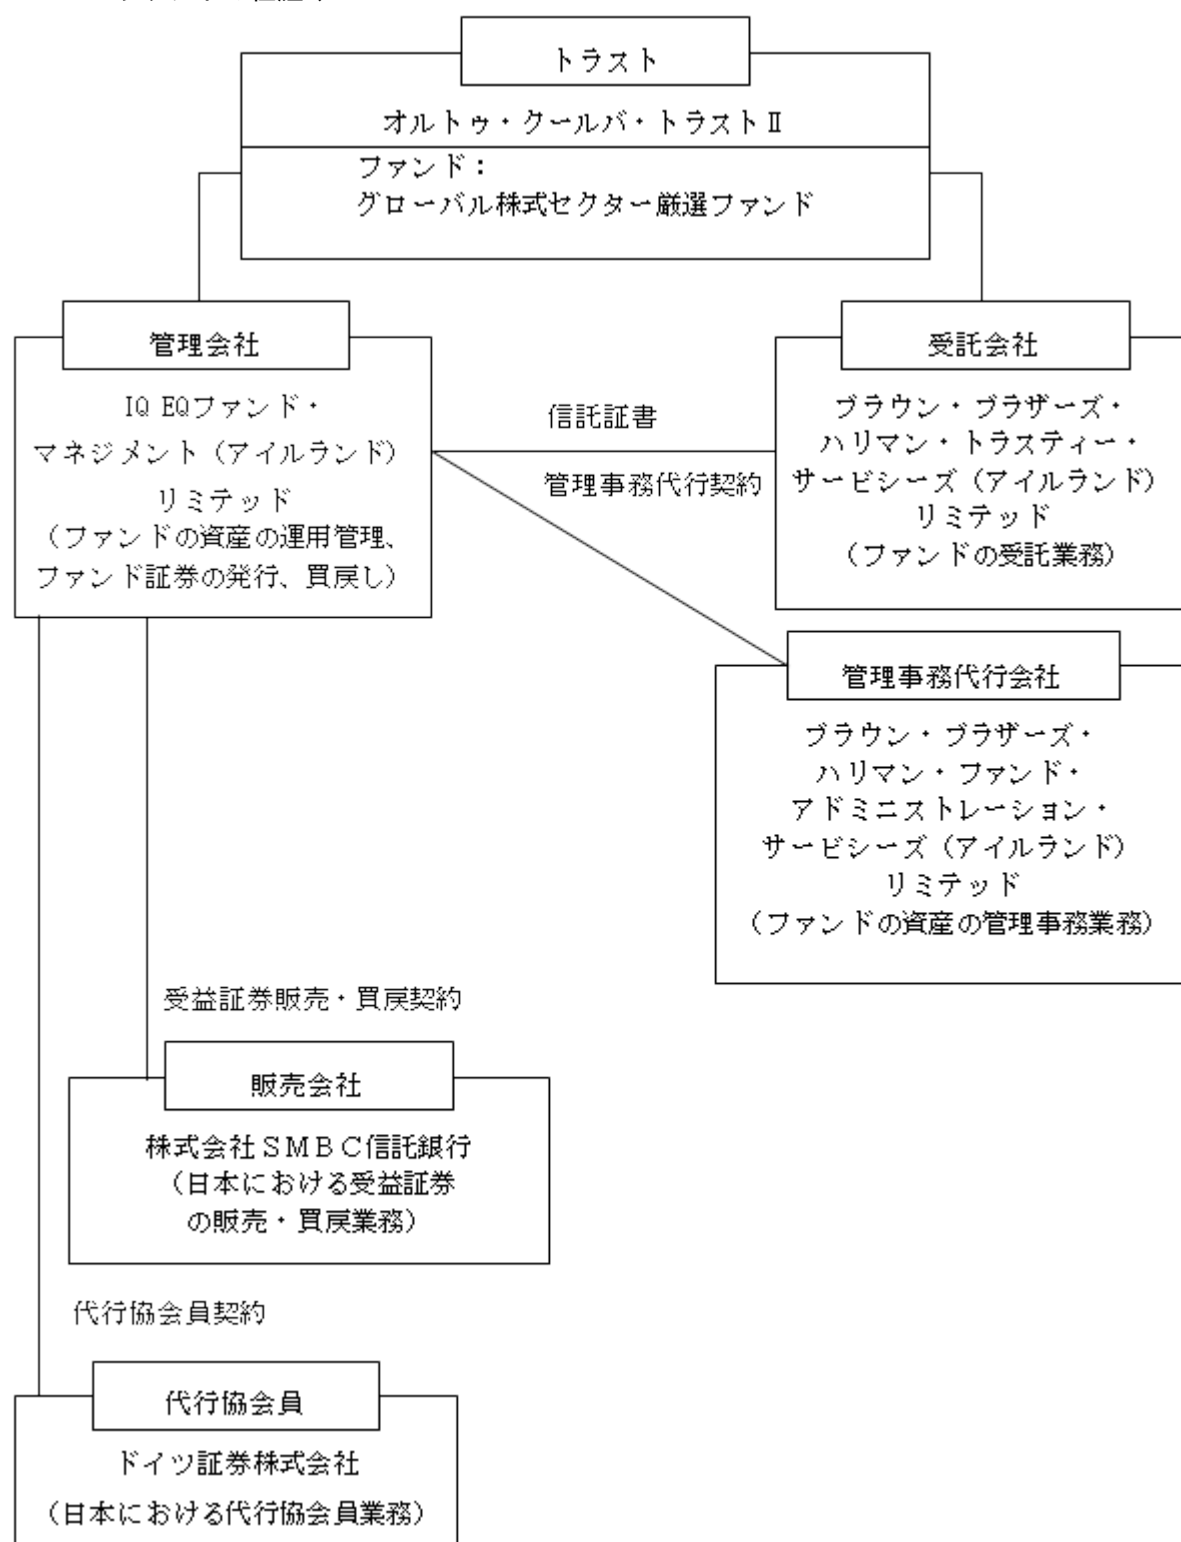 トラスト
オルトゥ・クールバ・トラストⅡ
ファンド：
グローバル株式セクター厳選ファンド
管理会社
IQ EQファンド・
マネジメント（アイルランド）
リミテッド
（ファンドの資産の運用管理、
ファンド証券の発行、買戻し）
信託証書
管理事務代行契約
受託会社
ブラウン・ブラザーズ・
ハリマン・トラスティー・
サービシーズ（アイルランド）
リミテッド
（ファンドの受託業務）
管理事務代行会社
ブラウン・ブラザーズ・
ハリマン・ファンド・
アドミニストレーション・
サービシーズ（アイルランド）
リミテッド
（ファンドの資産の管理事務業務）
受益証券販売・買戻契約
販売会社
株式会社ＳＭＢＣ信託銀行
（日本における受益証券
の販売・買戻業務）
代行協会員契約
代行協会員
ドイツ証券株式会社
（日本における代行協会員業務）